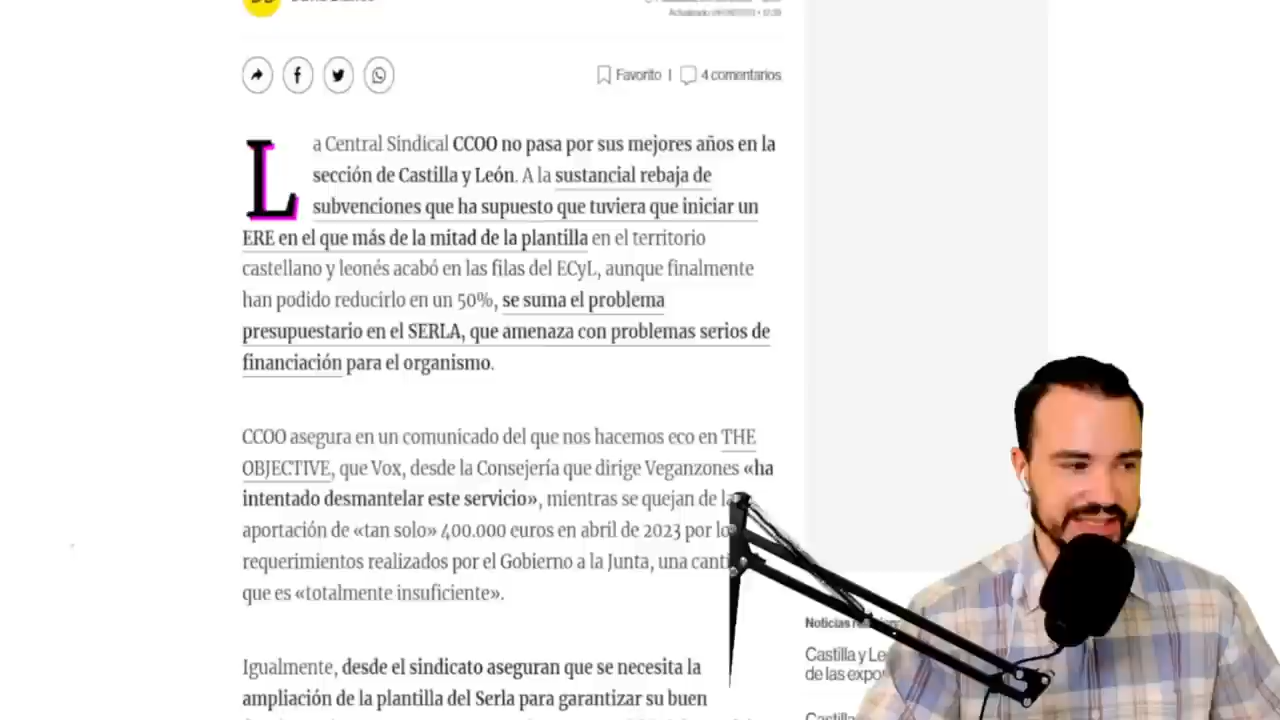 Favorito | 4 comentarios
La Central Sindical CCOO no pasa por sus mejores años en la
sección de Castilla y León. A la sustancial rebaja de
subvenciones que ha supuesto que tuviera que iniciar un
ERE en el que más de la mitad de la plantilla en el territorio
castellano y leonés acabó en las filas del ECyL, aunque finalmente
han podido reducirlo en un 50%, se suma el problema
presupuestario en el SERLA, que amenaza con problemas serios de
financiación para el organismo.
CCOO asegura en un comunicado del que nos hacemos eco en THE
OBJECTIVE, que Vox, desde la Consejería que dirige Veganzones «ha
intentado desmantelar este servicio», mientras se quejan de la
aportación de «tan solo» 400.000 euros en abril de 2023 por lo
requerimientos realizados por el Gobierno a la Junta, una canti
que es «totalmente insuficiente».
Igualmente, desde el sindicato aseguran que se necesita la
ampliación de la plantilla del Serla para garantizar su buen
Noticias
Castilla y Le
de las expo
Castilla